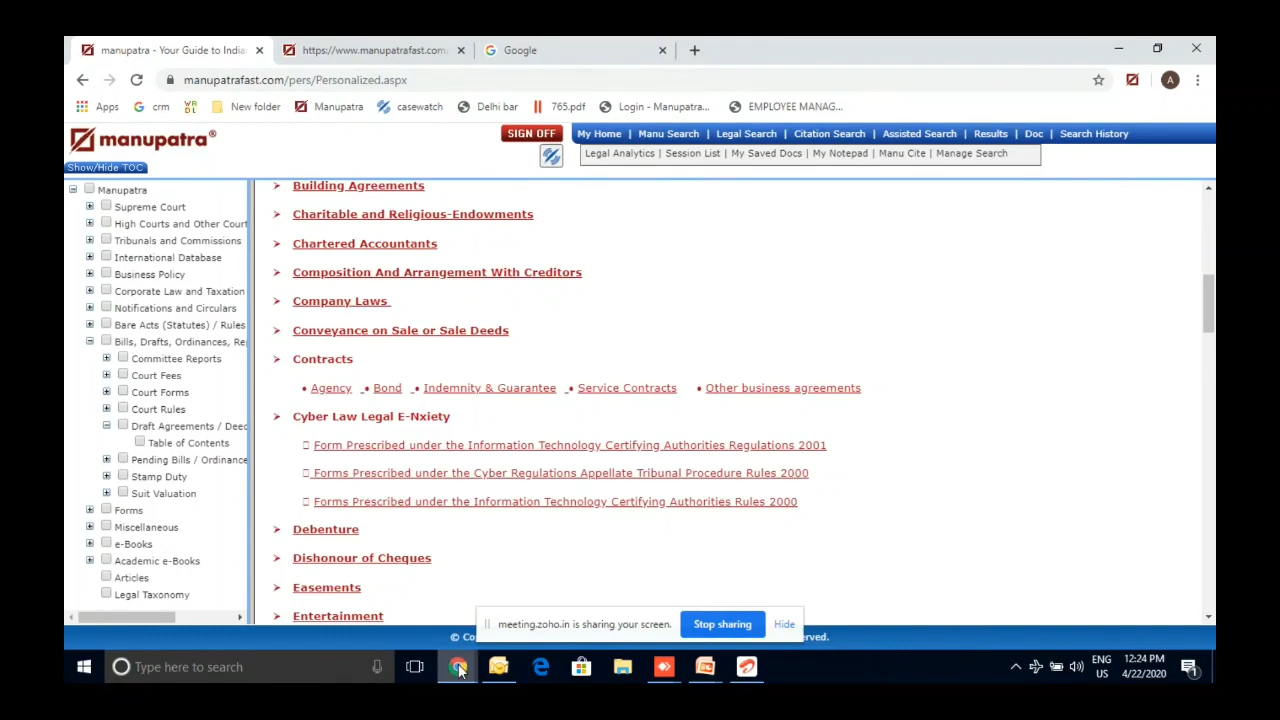 manupatra - Your Guide to India
https://www.manupatrafast.com
Google
manupatrafast.com/pers/Personalized.aspx
A
Apps
crm
New folder
Manupatra
casewatch
Delhi bar
765.pdf
Login - Manupatra...
EMPLOYEE MANAG...
manupatra®
SIGN OFF
My Home | Manu Search | Legal Search | Citation Search | Assisted Search | Results | Doc | Search History
Legal Analytics | Session List | My Saved Docs | My Notepad | Manu Cite | Manage Search
Show/Hide TOC
Manupatra
Supreme Court
High Courts and Other Court
Tribunals and Commissions
International Database
Business Policy
Corporate Law and Taxation
Notifications and Circulars
Bare Acts (Statutes) / Rules
Bills, Drafts, Ordinances, Re
Committee Reports
Court Fees
Court Forms
Court Rules
Draft Agreements / Deed
Table of Contents
Pending Bills / Ordinance
Stamp Duty
Suit Valuation
Forms
Miscellaneous
e-Books
Academic e-Books
Articles
Legal Taxonomy
Building Agreements
Charitable and Religious-Endowments
Chartered Accountants
Composition And Arrangement With Creditors
Company Laws
Conveyance on Sale or Sale Deeds
Contracts
• Agency • Bond • Indemnity & Guarantee • Service Contracts • Other business agreements
Cyber Law Legal E-Nxiety
Form Prescribed under the Information Technology Certifying Authorities Regulations 2001
Forms Prescribed under the Cyber Regulations Appellate Tribunal Procedure Rules 2000
Forms Prescribed under the Information Technology Certifying Authorities Rules 2000
Debenture
Dishonour of Cheques
Easements
Entertainment
meeting.zoho.in is sharing your screen. Stop sharing Hide
© Co
rved.
Type here to search
ENG
US
12:24 PM
4/22/2020
1